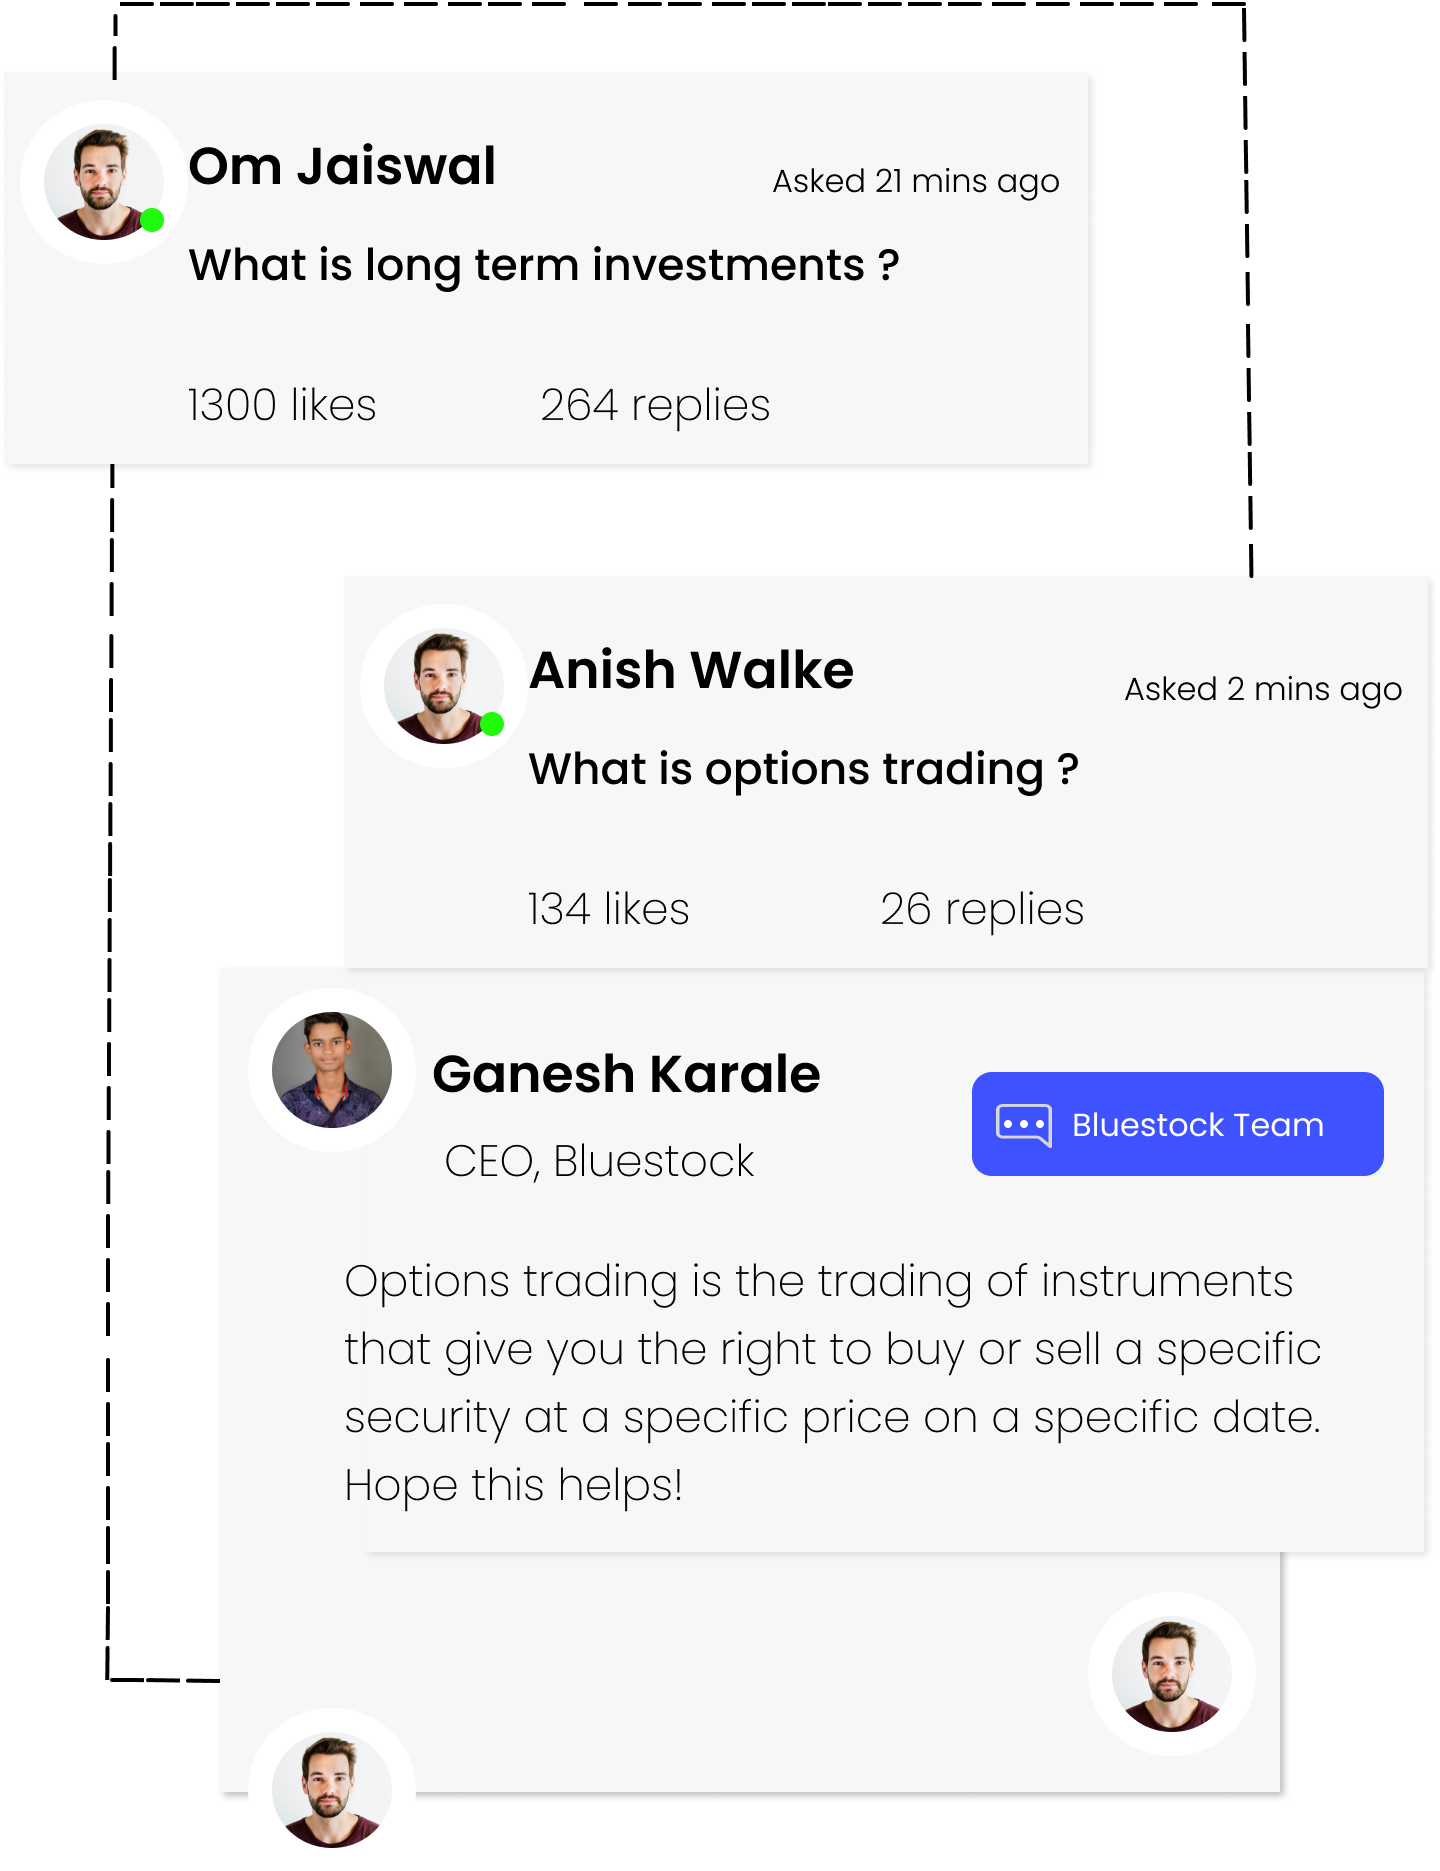 Om Jaiswal
Asked 21 mins ago
What is long term investments ?
1300 likes
264 replies
Anish Walke
Asked 2 mins ago
What is options trading ?
134 likes
26 replies
Ganesh Karale
CEO, Bluestock
Bluestock Team
Options trading is the trading of instruments
that give you the right to buy or sell a specific
security at a specific price on a specific date.
Hope this helps!